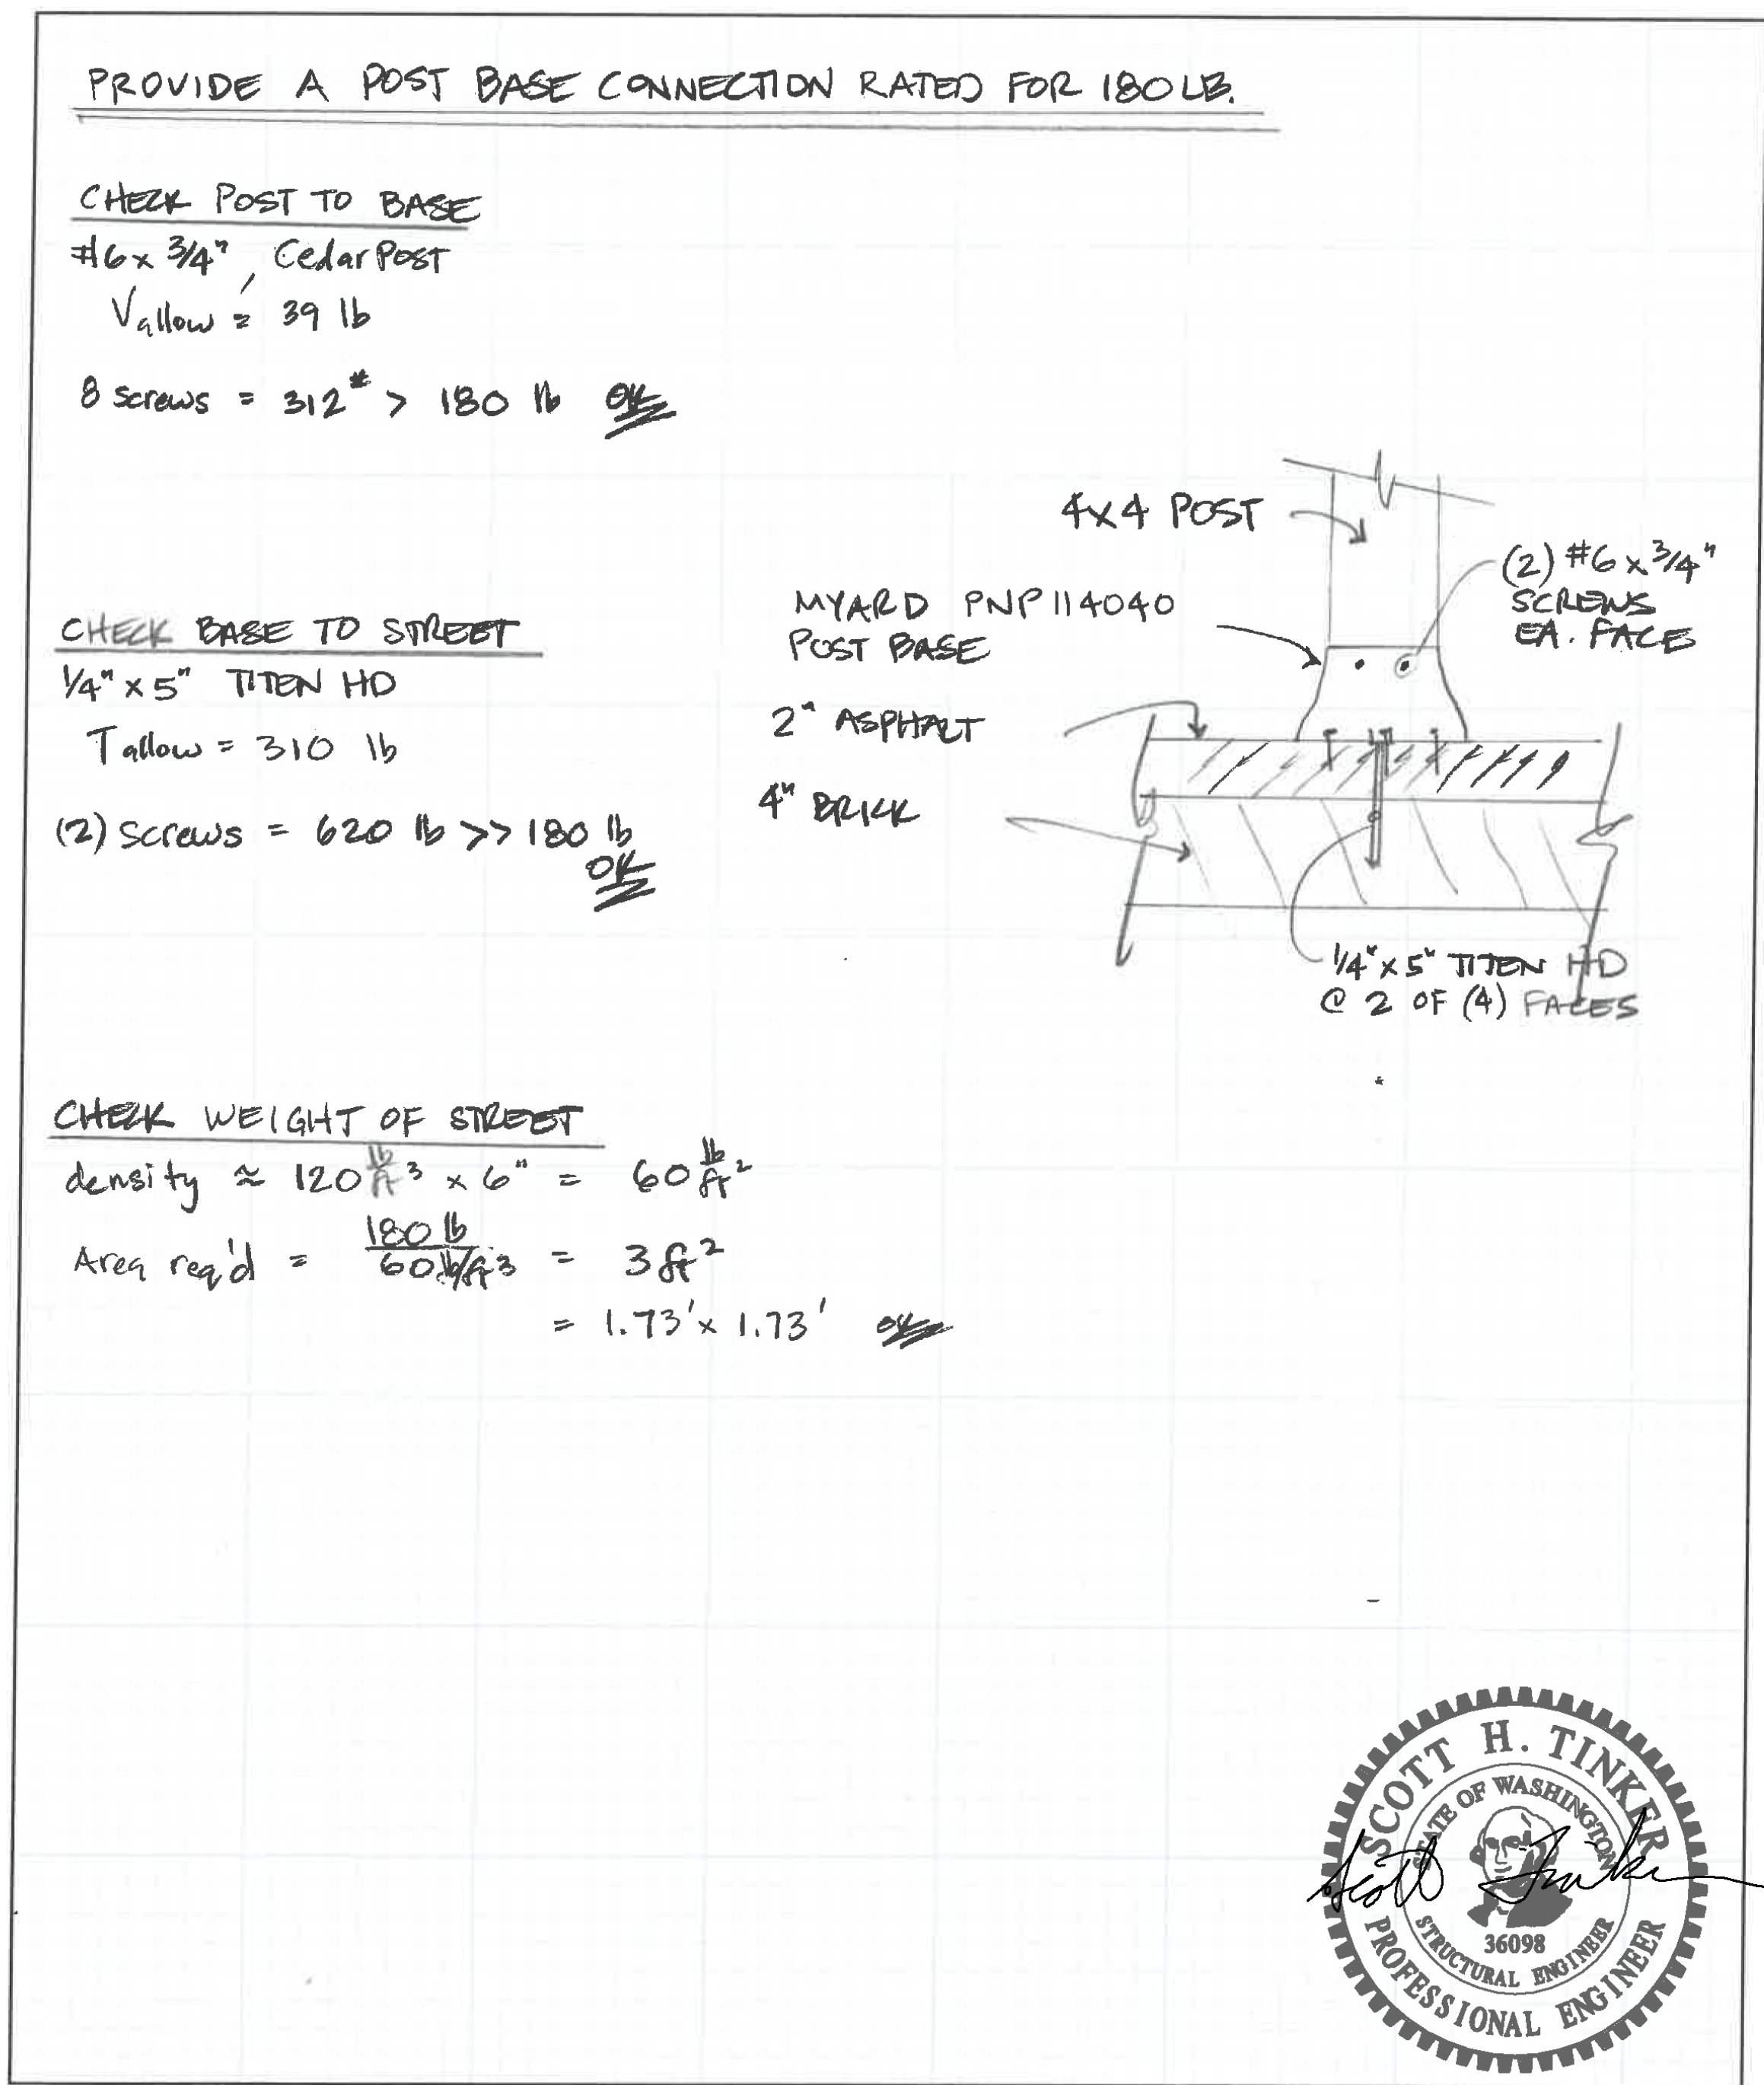 PROVIDE A POST BASE CONNECTION RATED FOR 180 LB.
CHECK POST TO BASE
#6 x 3/4", Cedar Post
Vallow = 39 lb
8 screws = 312# > 180 lb OK
4x4 POST
(2) #6 x 3/4"
SCREWS
EA. FACE
MYARD PNP114040
POST BASE
2" ASPHALT
4" BRICK
1/4" x 5" TITEN HD
@ 2 OF (4) FACES
CHECK BASE TO STREET
1/4" x 5" TITEN HD
Tallow = 310 lb
(2) screws = 620 lb >> 180 lb
OK
CHECK WEIGHT OF STREET
density ≈ 120 lb/ft³ x 6" = 60 lb/ft²
Area req'd = 180 lb / 60 lb/ft³ = 3 ft²
= 1.73' x 1.73' OK
SCOTT H. TINKER
STATE OF WASHINGTON
Scott Tinker
36098
STRUCTURAL ENGINEER
PROFESSIONAL ENGINEER